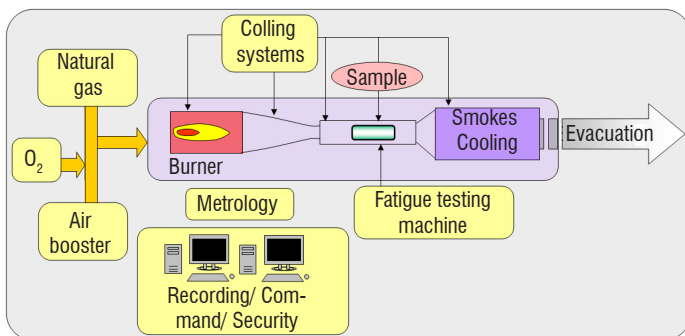 Colling
systems
Natural
gas
Sample
Smokes
Cooling
Evacuation
O₂
Burner
Air
booster
Metrology
Fatigue testing
machine
Recording/ Com-
mand/ Security